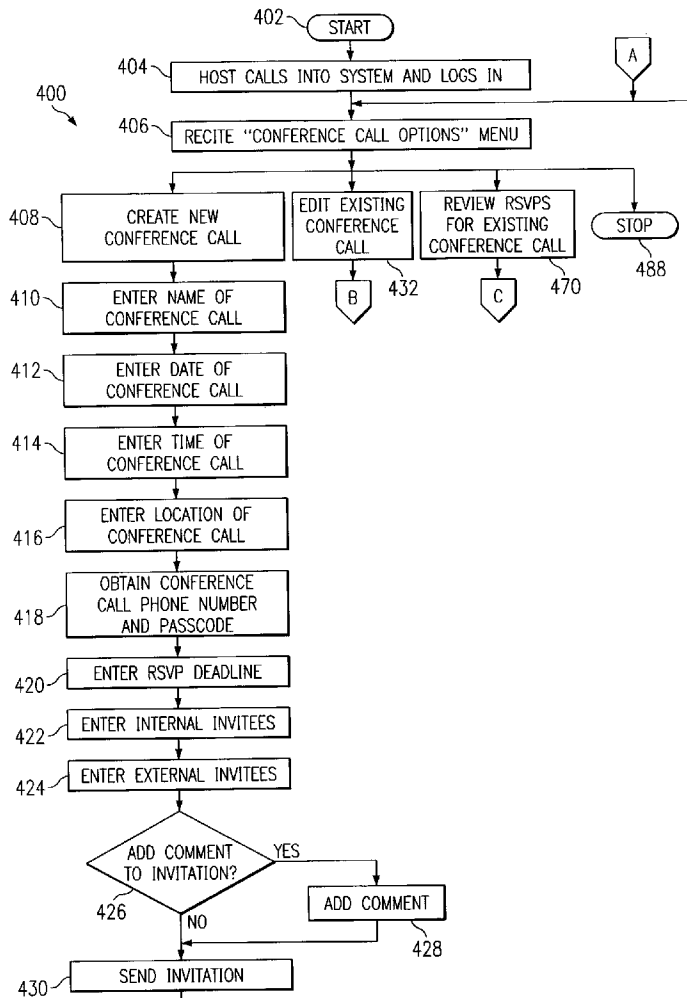 402
START
404
HOST CALLS INTO SYSTEM AND LOGS IN
A
400
406
RECITE "CONFERENCE CALL OPTIONS" MENU
408
CREATE NEW
CONFERENCE CALL
EDIT EXISTING
CONFERENCE
CALL
432
REVIEW RSVPS
FOR EXISTING
CONFERENCE CALL
470
STOP
488
B
C
410
ENTER NAME OF
CONFERENCE CALL
412
ENTER DATE OF
CONFERENCE CALL
414
ENTER TIME OF
CONFERENCE CALL
416
ENTER LOCATION OF
CONFERENCE CALL
418
OBTAIN CONFERENCE
CALL PHONE NUMBER
AND PASSCODE
420
ENTER RSVP DEADLINE
422
ENTER INTERNAL INVITEES
424
ENTER EXTERNAL INVITEES
ADD COMMENT
TO INVITATION?
426
YES
NO
ADD COMMENT
428
430
SEND INVITATION